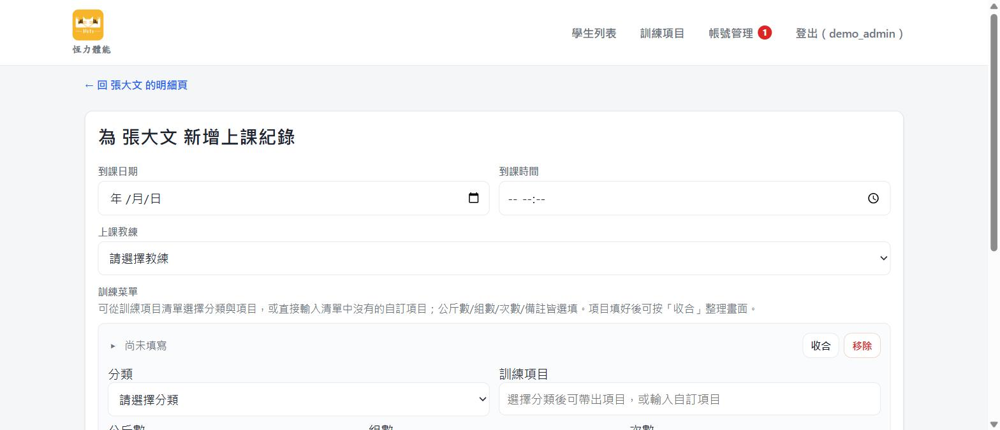 恆力體能
學生列表 訓練項目 帳號管理 1 登出 ( demo_admin )
← 回 張大文 的明細頁
為 張大文 新增上課紀錄
到課日期 到課時間
年 /月/日 -- --:--
上課教練
請選擇教練
訓練菜單
可從訓練項目清單選擇分類與項目，或直接輸入清單中沒有的自訂項目；公斤數/組數/次數/備註皆選填。項目填好後可按「收合」整理畫面。
▸ 尚未填寫 收合 移除
分類 訓練項目
請選擇分類 選擇分類後可帶出項目，或輸入自訂項目
公斤數 組數 次數